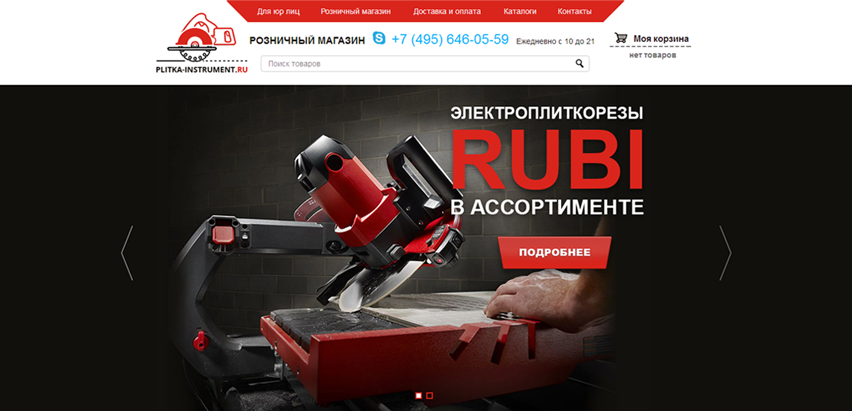 Для юр лиц Розничный магазин Доставка и оплата Каталоги Контакты
PLITKA-INSTRUMENT.RU
РОЗНИЧНЫЙ МАГАЗИН +7 (495) 646-05-59 Ежедневно с 10 до 21
Моя корзина
нет товаров
Поиск товаров
ЭЛЕКТРОПЛИТКОРЕЗЫ
RUBI
В АССОРТИМЕНТЕ
ПОДРОБНЕЕ